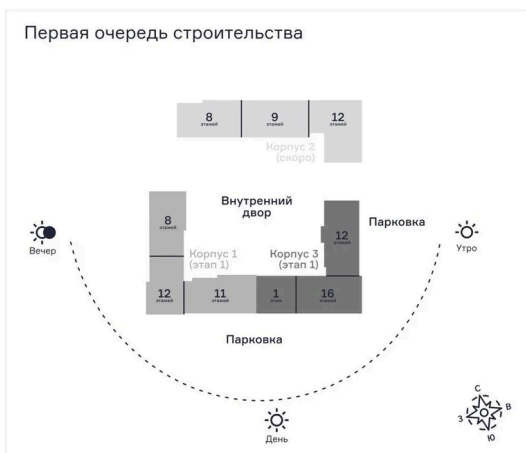 Первая очередь строительства
8
этажей
9
этажей
12
этажей
Корпус 2
(скоро)
Внутренний
двор
8
этажей
12
этажей
Парковка
Вечер
Утро
Корпус 1
(этап 1)
Корпус 3
(этап 1)
12
этажей
11
этажей
1
этаж
16
этажей
Парковка
День
С
В
З
Ю